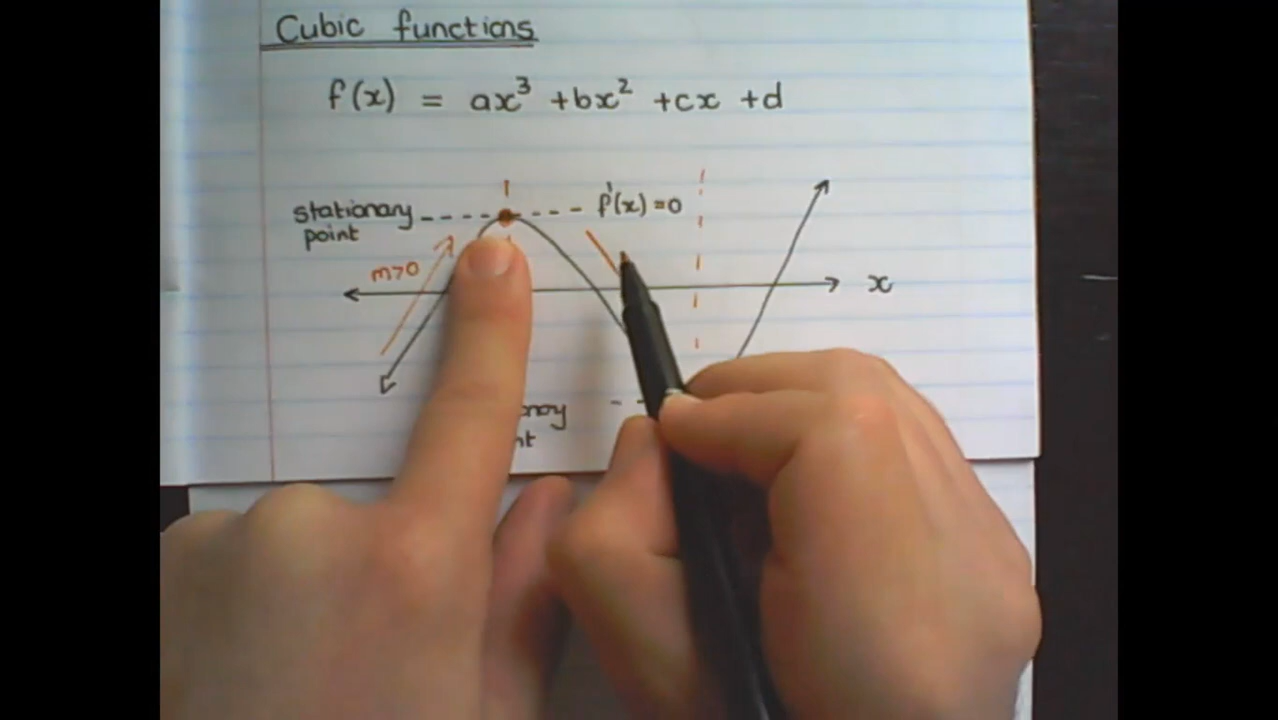 Cubic functions
f(x) = ax³ + bx² + cx + d
stationary
point
f'(x) = 0
m>0
x